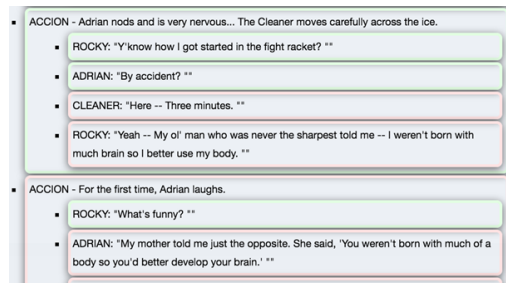 ACCION - Adrian nods and is very nervous... The Cleaner moves carefully across the ice.
ROCKY: "Y'know how I got started in the fight racket? ""
ADRIAN: "By accident? ""
CLEANER: "Here -- Three minutes. ""
ROCKY: "Yeah -- My ol' man who was never the sharpest told me -- I weren't born with
much brain so I better use my body. ""
ACCION - For the first time, Adrian laughs.
ROCKY: "What's funny? ""
ADRIAN: "My mother told me just the opposite. She said, 'You weren't born with much of a
body so you'd better develop your brain.' ""